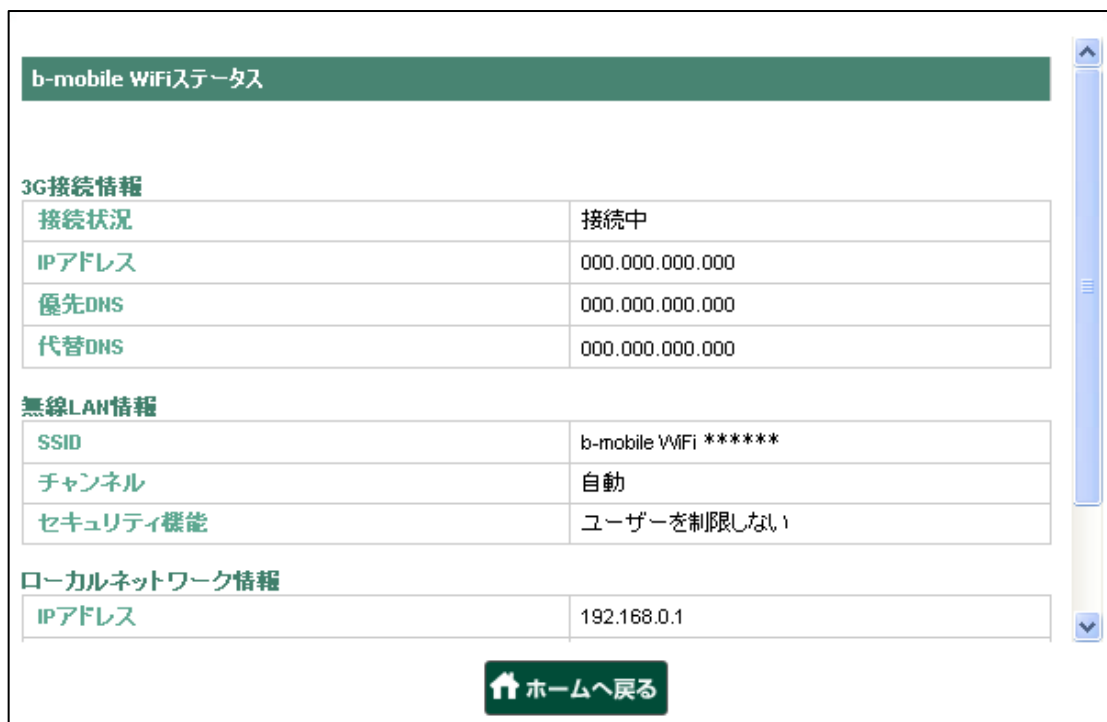 b-mobile WiFiステータス
3G接続情報
接続状況 接続中
IPアドレス 000.000.000.000
優先DNS 000.000.000.000
代替DNS 000.000.000.000
無線LAN情報
SSID b-mobile WiFi ******
チャンネル 自動
セキュリティ機能 ユーザーを制限しない
ローカルネットワーク情報
IPアドレス 192.168.0.1
ホームへ戻る